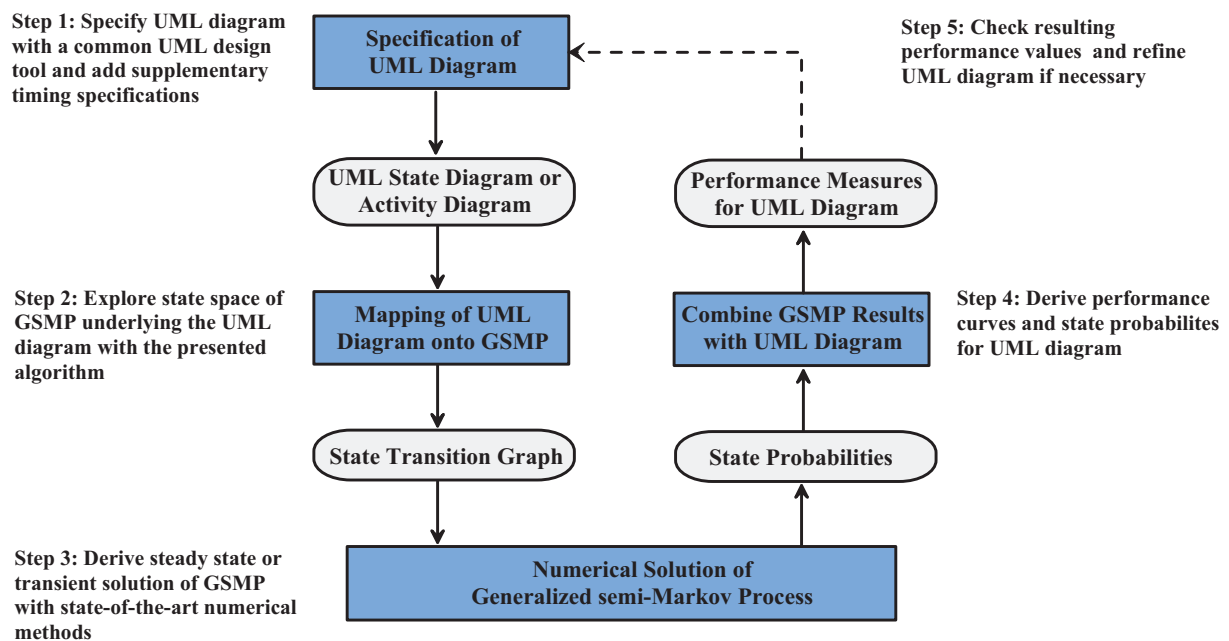 Step 1: Specify UML diagram
with a common UML design
tool and add supplementary
timing specifications
Specification of
UML Diagram
Step 5: Check resulting
performance values and refine
UML diagram if necessary
UML State Diagram or
Activity Diagram
Performance Measures
for UML Diagram
Step 2: Explore state space of
GSMP underlying the UML
diagram with the presented
algorithm
Mapping of UML
Diagram onto GSMP
Combine GSMP Results
with UML Diagram
Step 4: Derive performance
curves and state probabilites
for UML diagram
State Transition Graph
State Probabilities
Step 3: Derive steady state or
transient solution of GSMP
with state-of-the-art numerical
methods
Numerical Solution of
Generalized semi-Markov Process